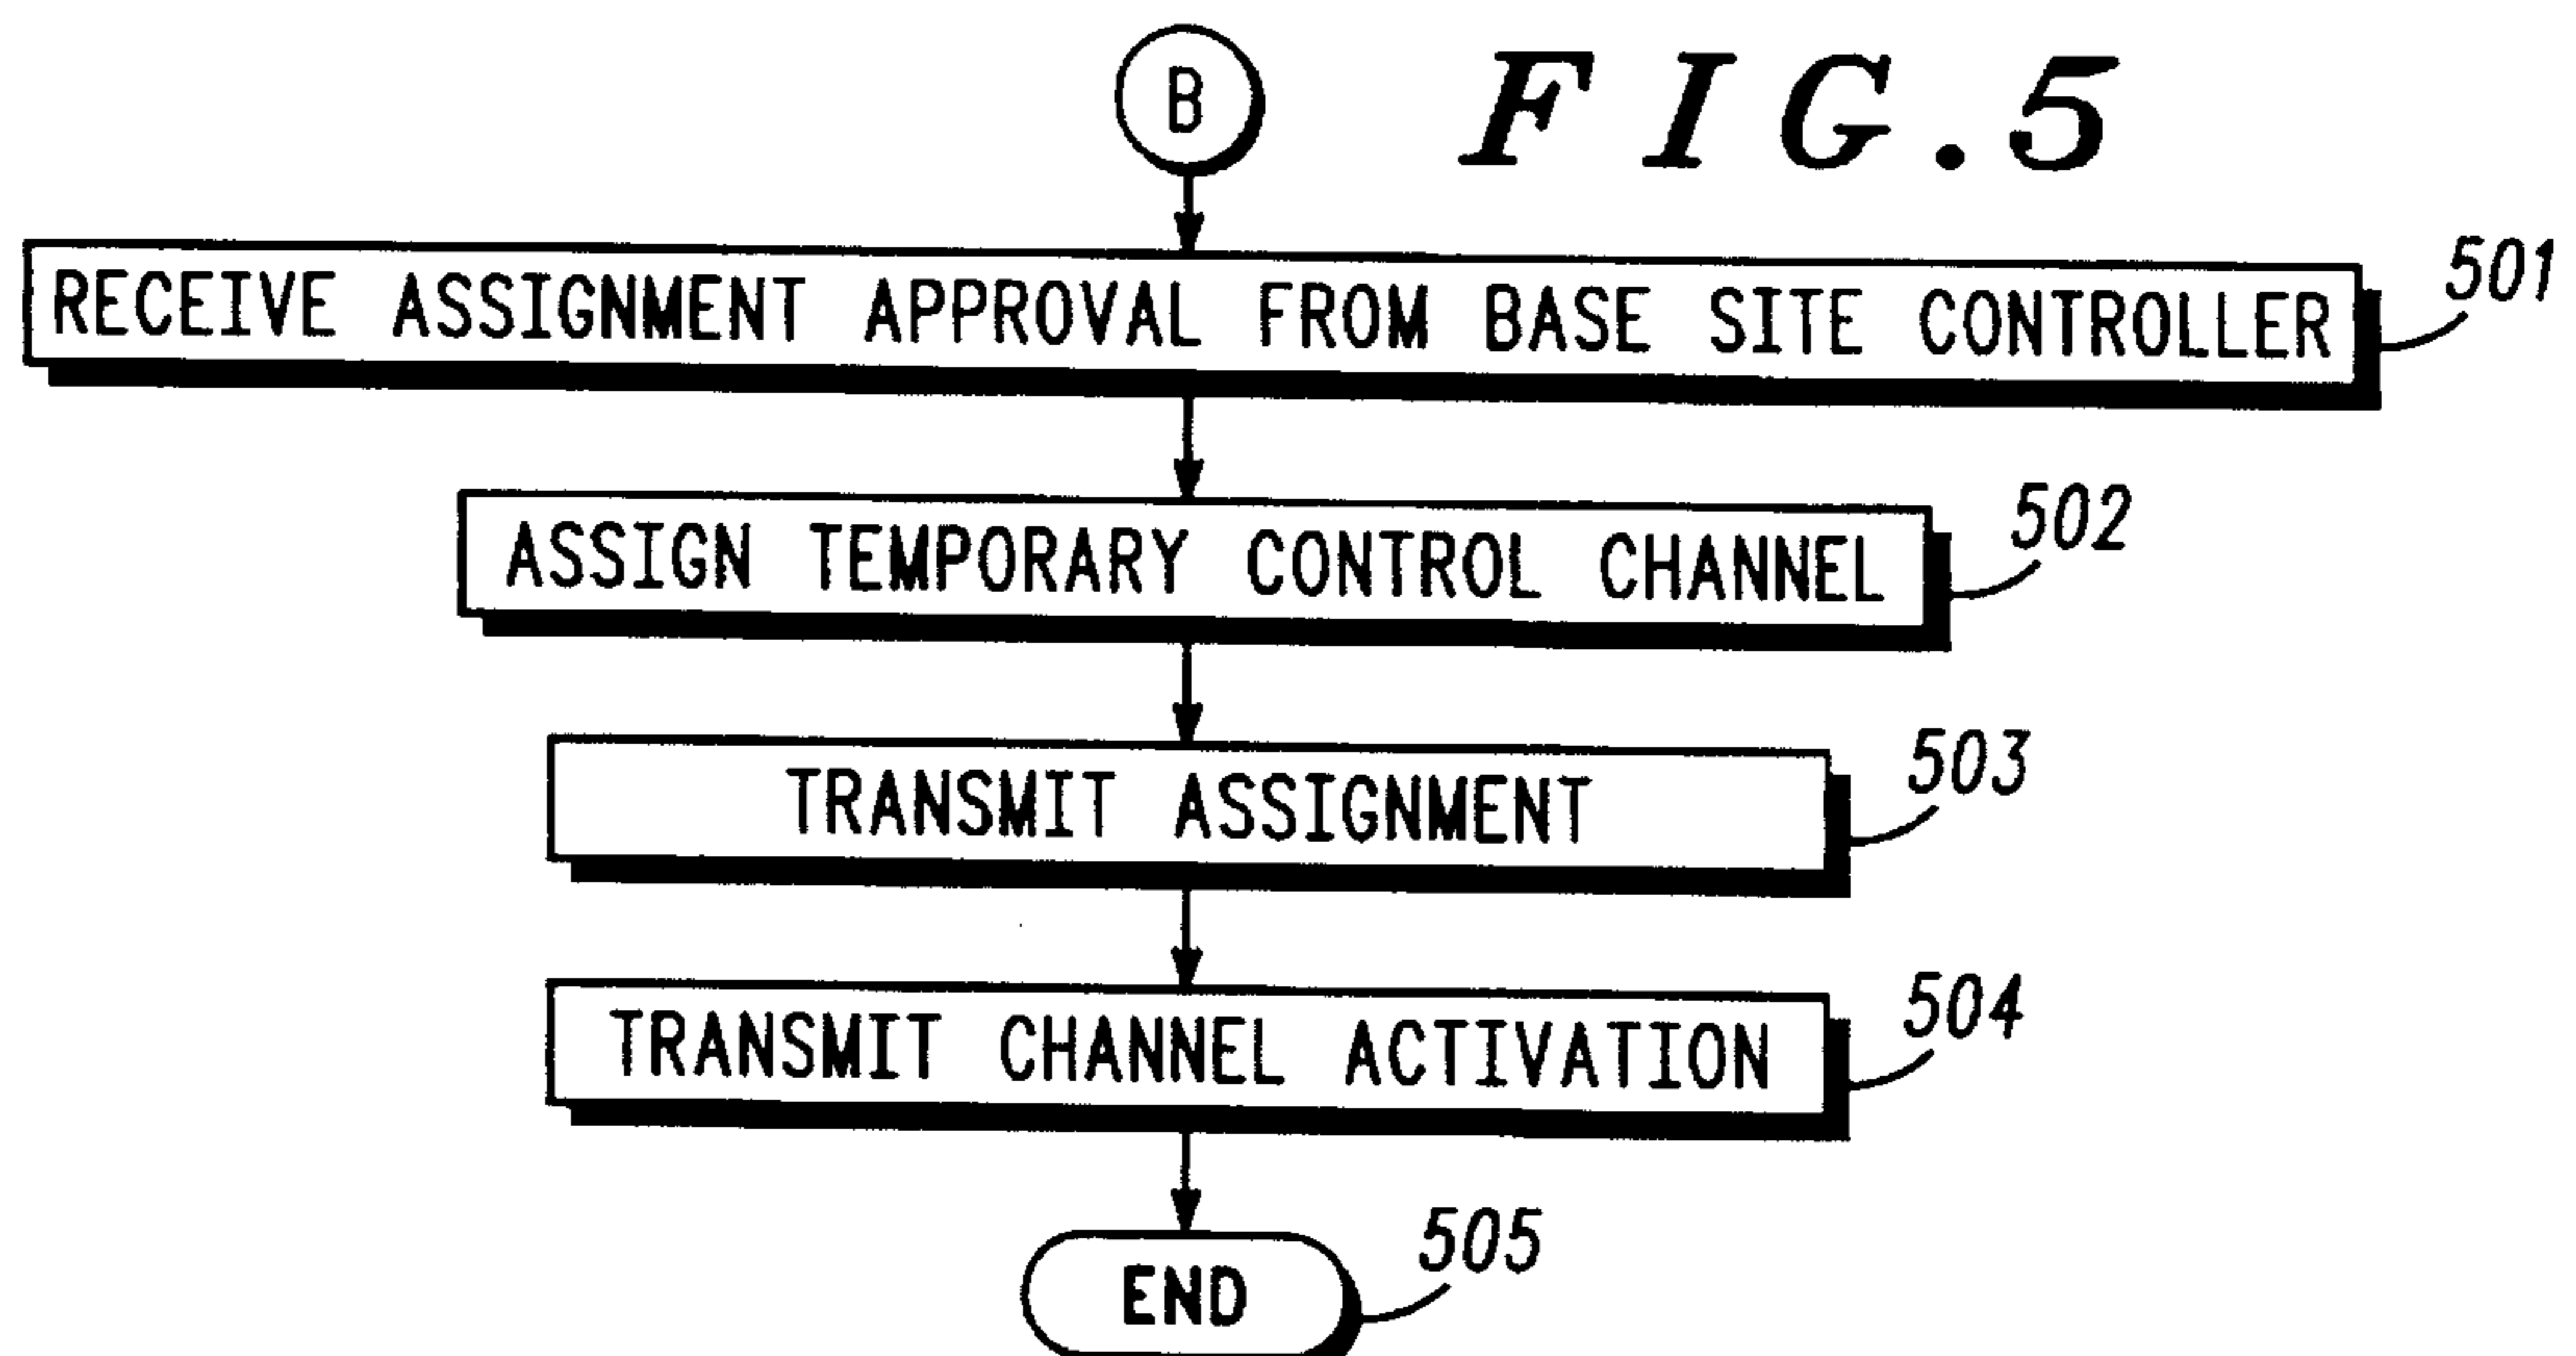 B
FIG. 5
RECEIVE ASSIGNMENT APPROVAL FROM BASE SITE CONTROLLER
501
ASSIGN TEMPORARY CONTROL CHANNEL
502
TRANSMIT ASSIGNMENT
503
TRANSMIT CHANNEL ACTIVATION
504
END
505